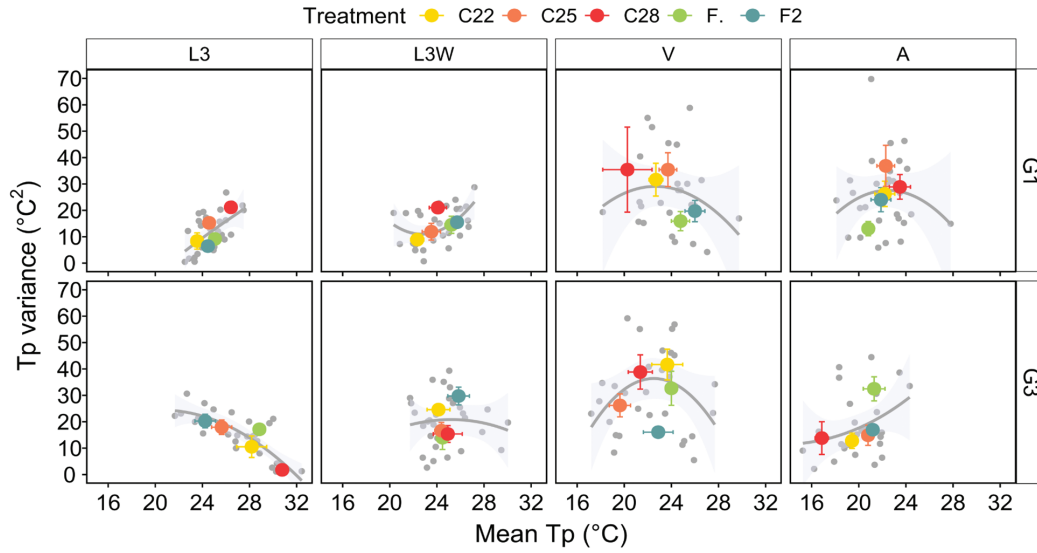 Treatment C22 C25 C28 F. F2
L3 L3W V A
70
60
50
40
30
20
10
0
G1
70
60
50
40
30
20
10
0
G3
Tp variance (°C²)
16 20 24 28 32 16 20 24 28 32 16 20 24 28 32 16 20 24 28 32
Mean Tp (°C)